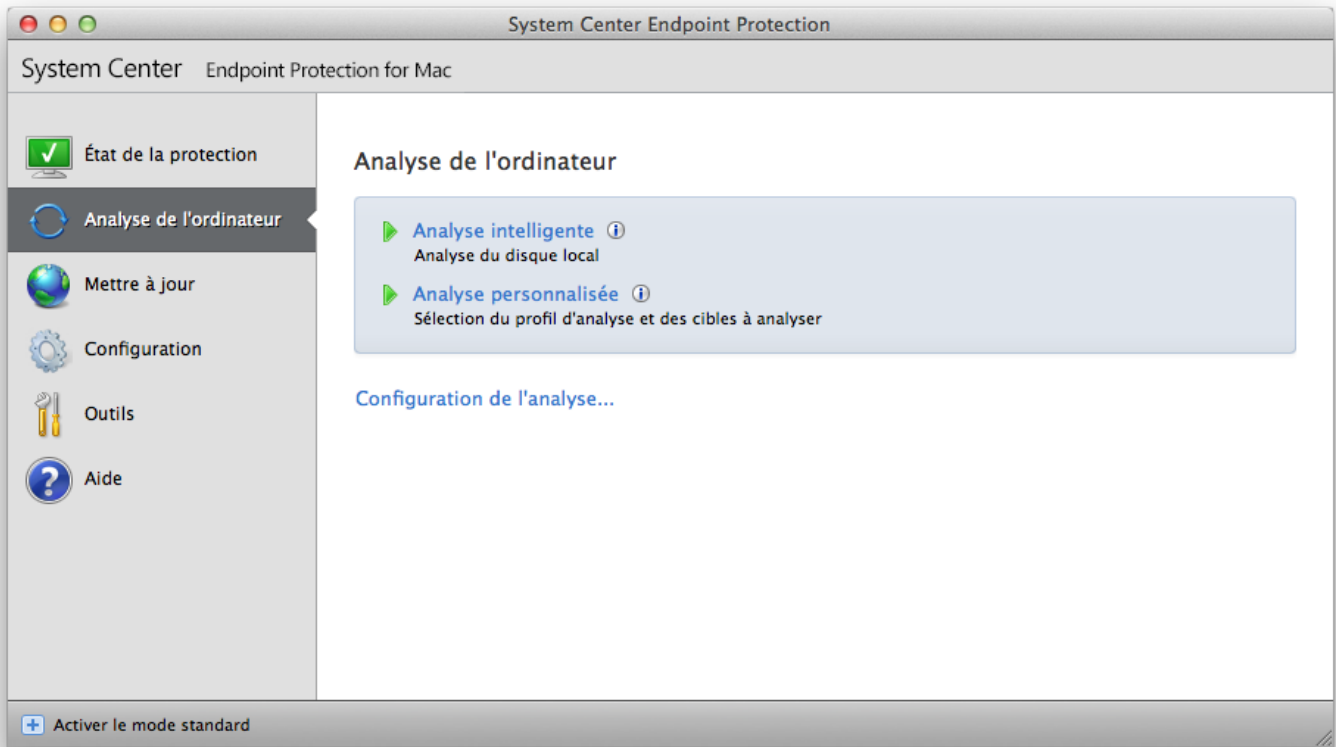 System Center Endpoint Protection
System Center Endpoint Protection for Mac
État de la protection
Analyse de l'ordinateur
Mettre à jour
Configuration
Outils
Aide
Analyse de l'ordinateur
Analyse intelligente
Analyse du disque local
Analyse personnalisée
Sélection du profil d'analyse et des cibles à analyser
Configuration de l'analyse...
Activer le mode standard